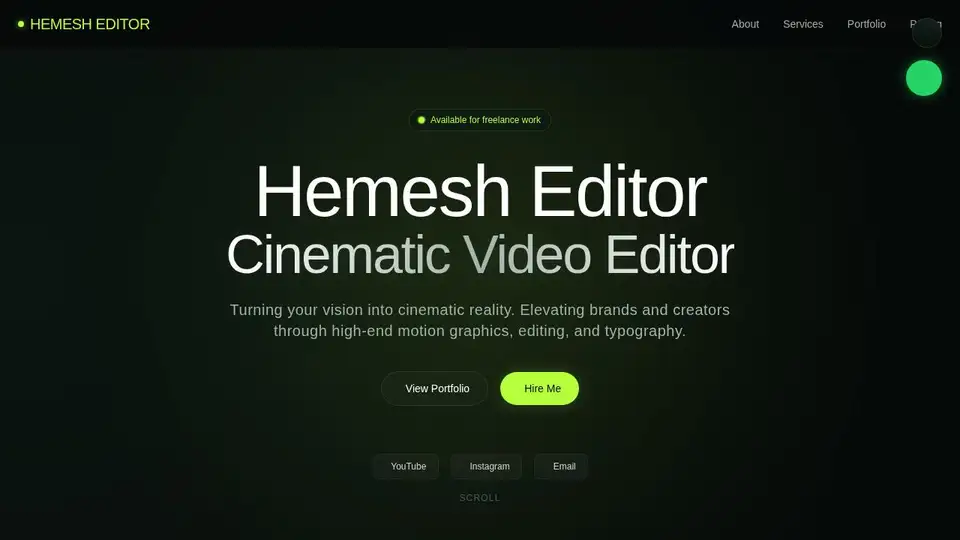 HEMESH EDITOR
About
Services
Portfolio
Available for freelance work
Hemesh Editor
Cinematic Video Editor
Turning your vision into cinematic reality. Elevating brands and creators
through high-end motion graphics, editing, and typography.
View Portfolio
Hire Me
YouTube
Instagram
Email
SCROLL